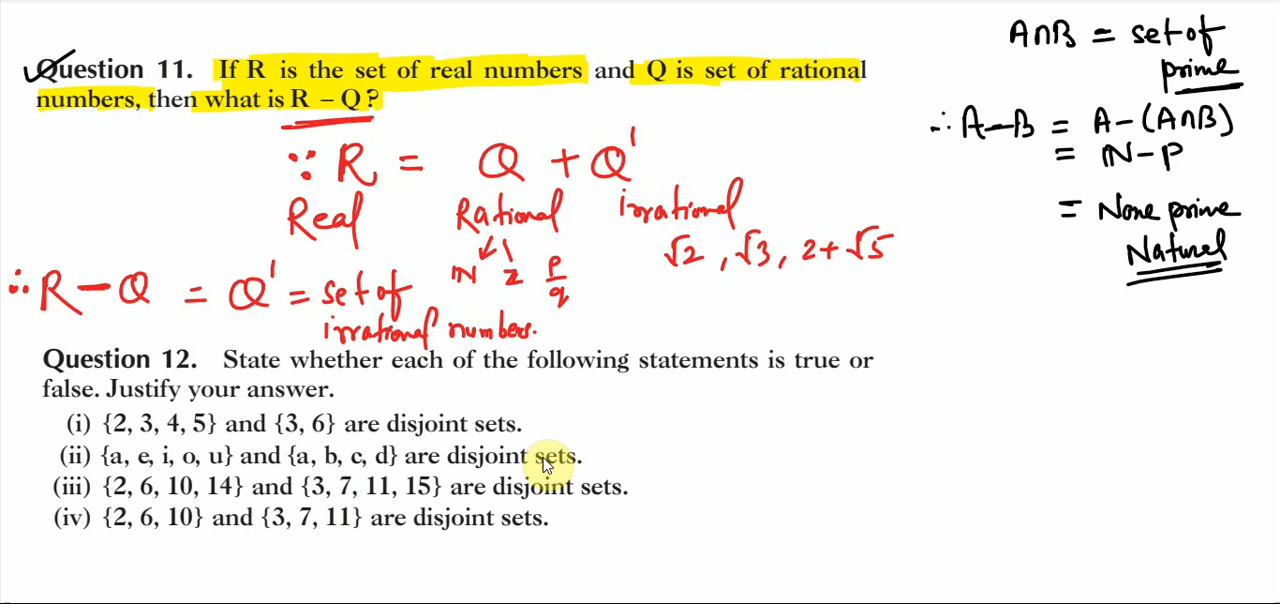 Question 11. If R is the set of real numbers and Q is set of rational
numbers, then what is R – Q?
∵ R = Q + Q'
Real Rational irrational
N Z p/q √2, √3, 2+√5
∴ R – Q = Q' = set of
irrational numbers.
A∩B = set of
prime
∴ A–B = A–(A∩B)
= N–P
= None prime
Natural
Question 12. State whether each of the following statements is true or
false. Justify your answer.
(i) {2, 3, 4, 5} and {3, 6} are disjoint sets.
(ii) {a, e, i, o, u} and {a, b, c, d} are disjoint sets.
(iii) {2, 6, 10, 14} and {3, 7, 11, 15} are disjoint sets.
(iv) {2, 6, 10} and {3, 7, 11} are disjoint sets.